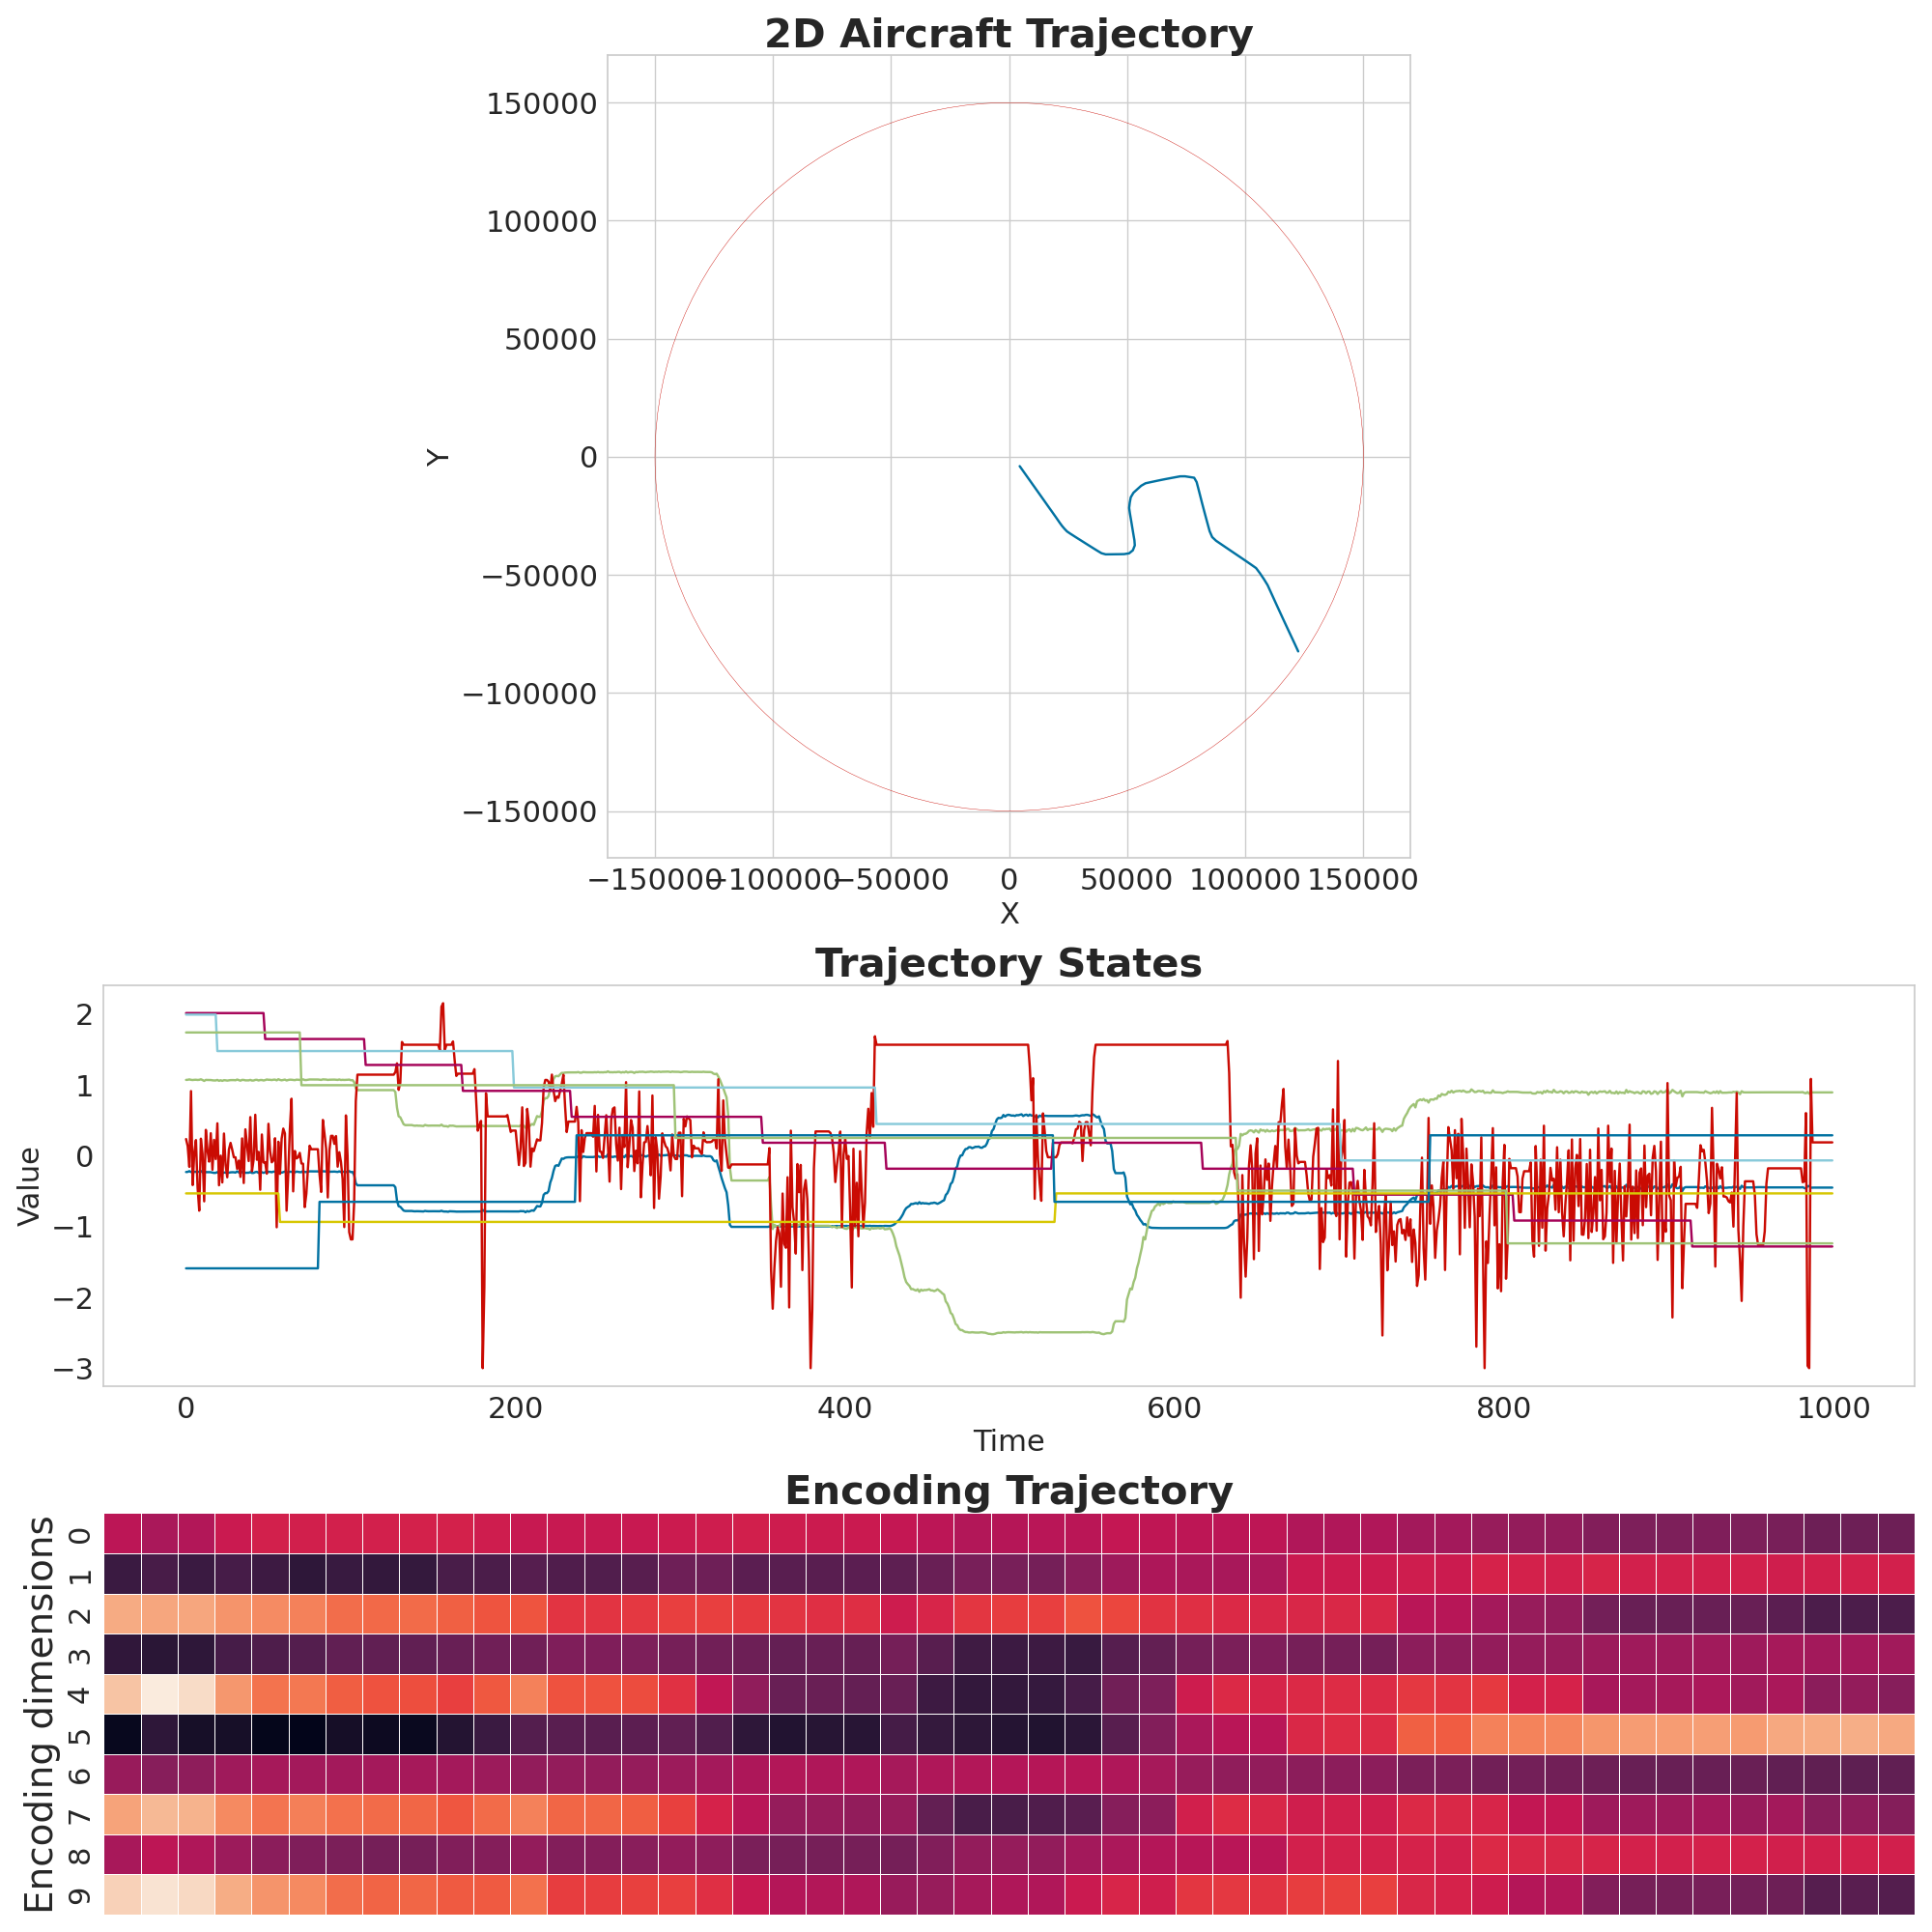 2D Aircraft Trajectory
150000
100000
50000
0
−50000
−100000
−150000
Y
−150000 −100000 −50000 0 50000 100000 150000
X
Trajectory States
2
1
0
−1
−2
−3
Value
0 200 400 600 800 1000
Time
Encoding Trajectory
0
1
2
3
4
5
6
7
8
9
Encoding dimensions